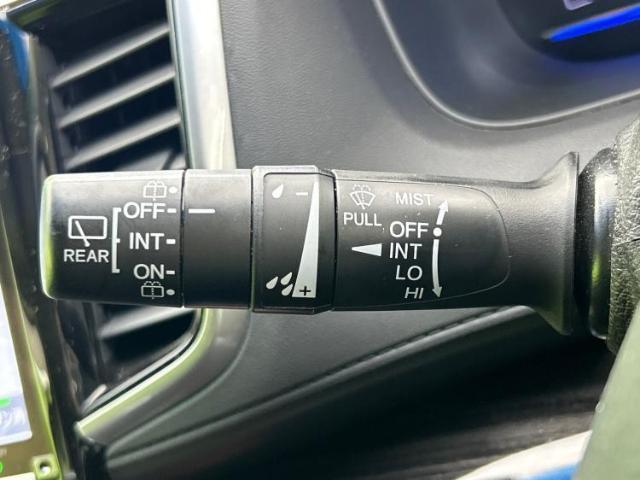 OFF
INT
REAR
ON
-
+
MIST
PULL
OFF
INT
LO
HI